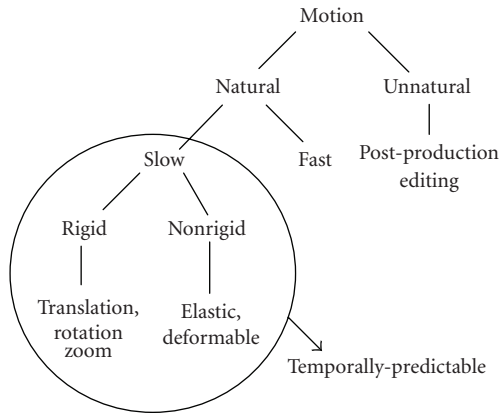 Motion
Natural
Unnatural
Slow
Fast
Post-production
editing
Rigid
Nonrigid
Translation,
rotation
zoom
Elastic,
deformable
Temporally-predictable